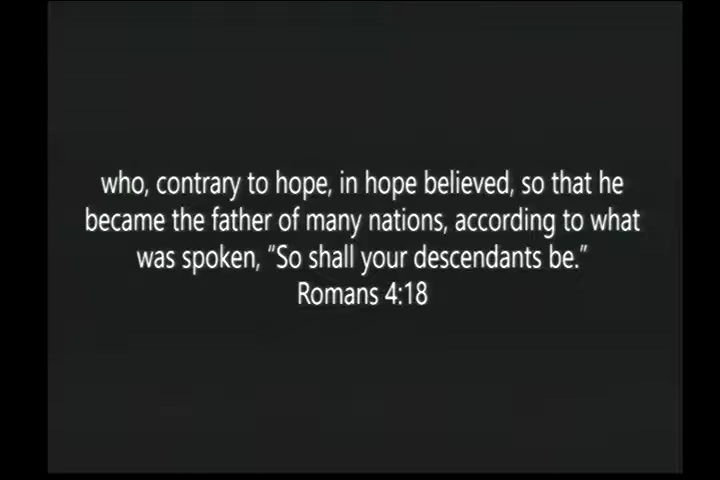 who, contrary to hope, in hope believed, so that he
became the father of many nations, according to what
was spoken, “So shall your descendants be.”
Romans 4:18